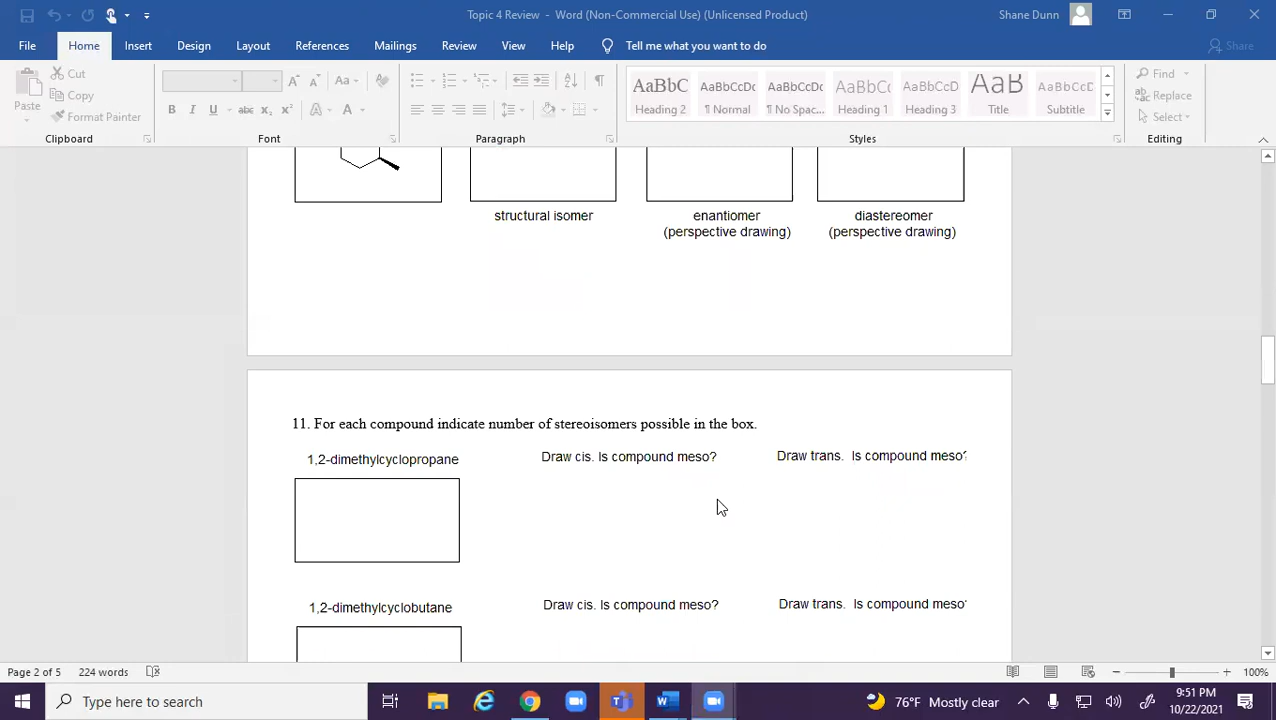 Topic 4 Review - Word (Non-Commercial Use) (Unlicensed Product)
Shane Dunn
File Home Insert Design Layout References Mailings Review View Help Tell me what you want to do Share
Cut
Copy
Format Painter
Paste
Aa
B I U abc x₂ x² A A
AaBbC AaBbCcDc AaBbCcDc AaBbCc AaBbCcD AaB AaBbCcD
Heading 2 ¶ Normal ¶ No Spac... Heading 1 Heading 3 Title Subtitle
Find
Replace
Select
Clipboard Font Paragraph Styles Editing
structural isomer
enantiomer
(perspective drawing)
diastereomer
(perspective drawing)
11. For each compound indicate number of stereoisomers possible in the box.
1,2-dimethylcyclopropane Draw cis. Is compound meso? Draw trans. Is compound meso?
1,2-dimethylcyclobutane Draw cis. Is compound meso? Draw trans. Is compound meso
Page 2 of 5 224 words 100%
Type here to search
76°F Mostly clear
9:51 PM
10/22/2021